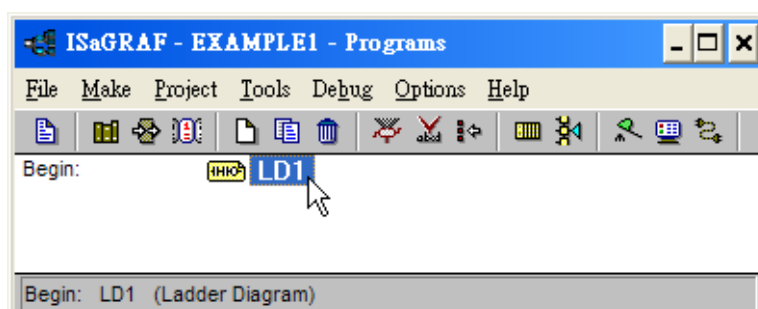 ISaGRAF - EXAMPLE1 - Programs
File Make Project Tools Debug Options Help
Begin: LD1
Begin: LD1 (Ladder Diagram)